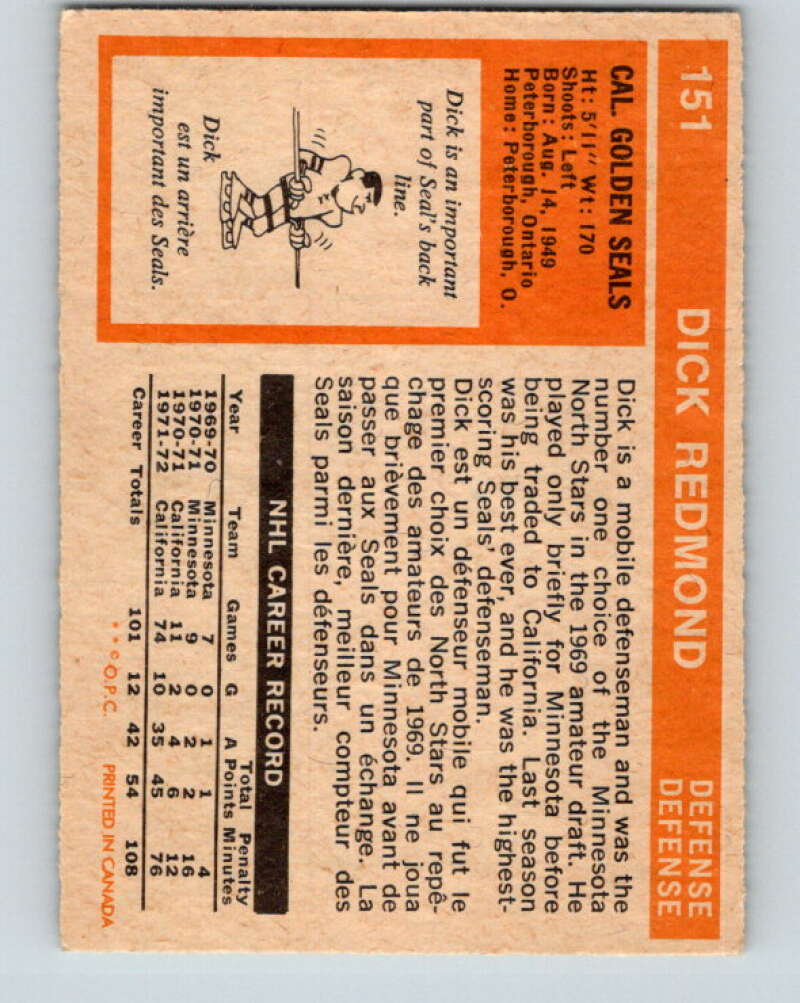 151 DICK REDMOND DEFENSE
DEFENSE
CAL. GOLDEN SEALS
Ht: 5'11" Wt: 170
Shoots: Left
Born: Aug. 14, 1949
Peterborough, Ontario
Home: Peterborough, O.
Dick is an important
part of Seal's back
line.
Dick
est un arrière
important des Seals.
Dick is a mobile defenseman and was the
number one choice of the Minnesota
North Stars in the 1969 amateur draft. He
played only briefly for Minnesota before
being traded to California. Last season
was his best ever, and he was the highest-
scoring Seals' defenseman.
Dick est un défenseur mobile qui fut le
premier choix des North Stars au repê-
chage des amateurs de 1969. Il ne joua
que brièvement pour Minnesota avant de
passer aux Seals dans un échange. La
saison dernière, meilleur compteur des
Seals parmi les défenseurs.
NHL CAREER RECORD
Total Penalty
Year Team Games G A Points Minutes
1969-70 Minnesota 7 0 1 1 4
1970-71 Minnesota 9 0 2 2 16
1970-71 California 11 2 4 6 12
1971-72 California 74 10 35 45 76
Career Totals 101 12 42 54 108
* * © O.P.C. PRINTED IN CANADA